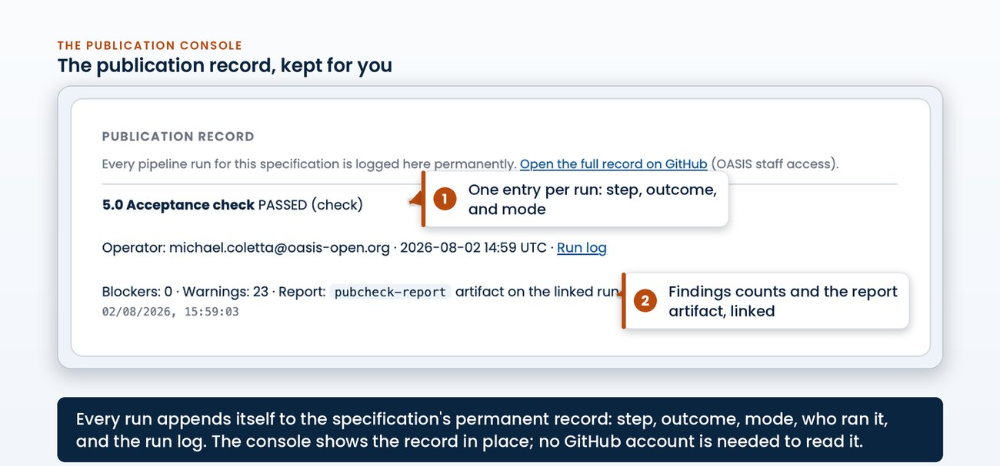 THE PUBLICATION CONSOLE
The publication record, kept for you
PUBLICATION RECORD
Every pipeline run for this specification is logged here permanently. Open the full record on GitHub (OASIS staff access).
5.0 Acceptance check PASSED (check)
1 One entry per run: step, outcome,
and mode
Operator: michael.coletta@oasis-open.org · 2026-08-02 14:59 UTC · Run log
Blockers: 0 · Warnings: 23 · Report: pubcheck-report artifact on the linked run
02/08/2026, 15:59:03
2 Findings counts and the report
artifact, linked
Every run appends itself to the specification's permanent record: step, outcome, mode, who ran it,
and the run log. The console shows the record in place; no GitHub account is needed to read it.